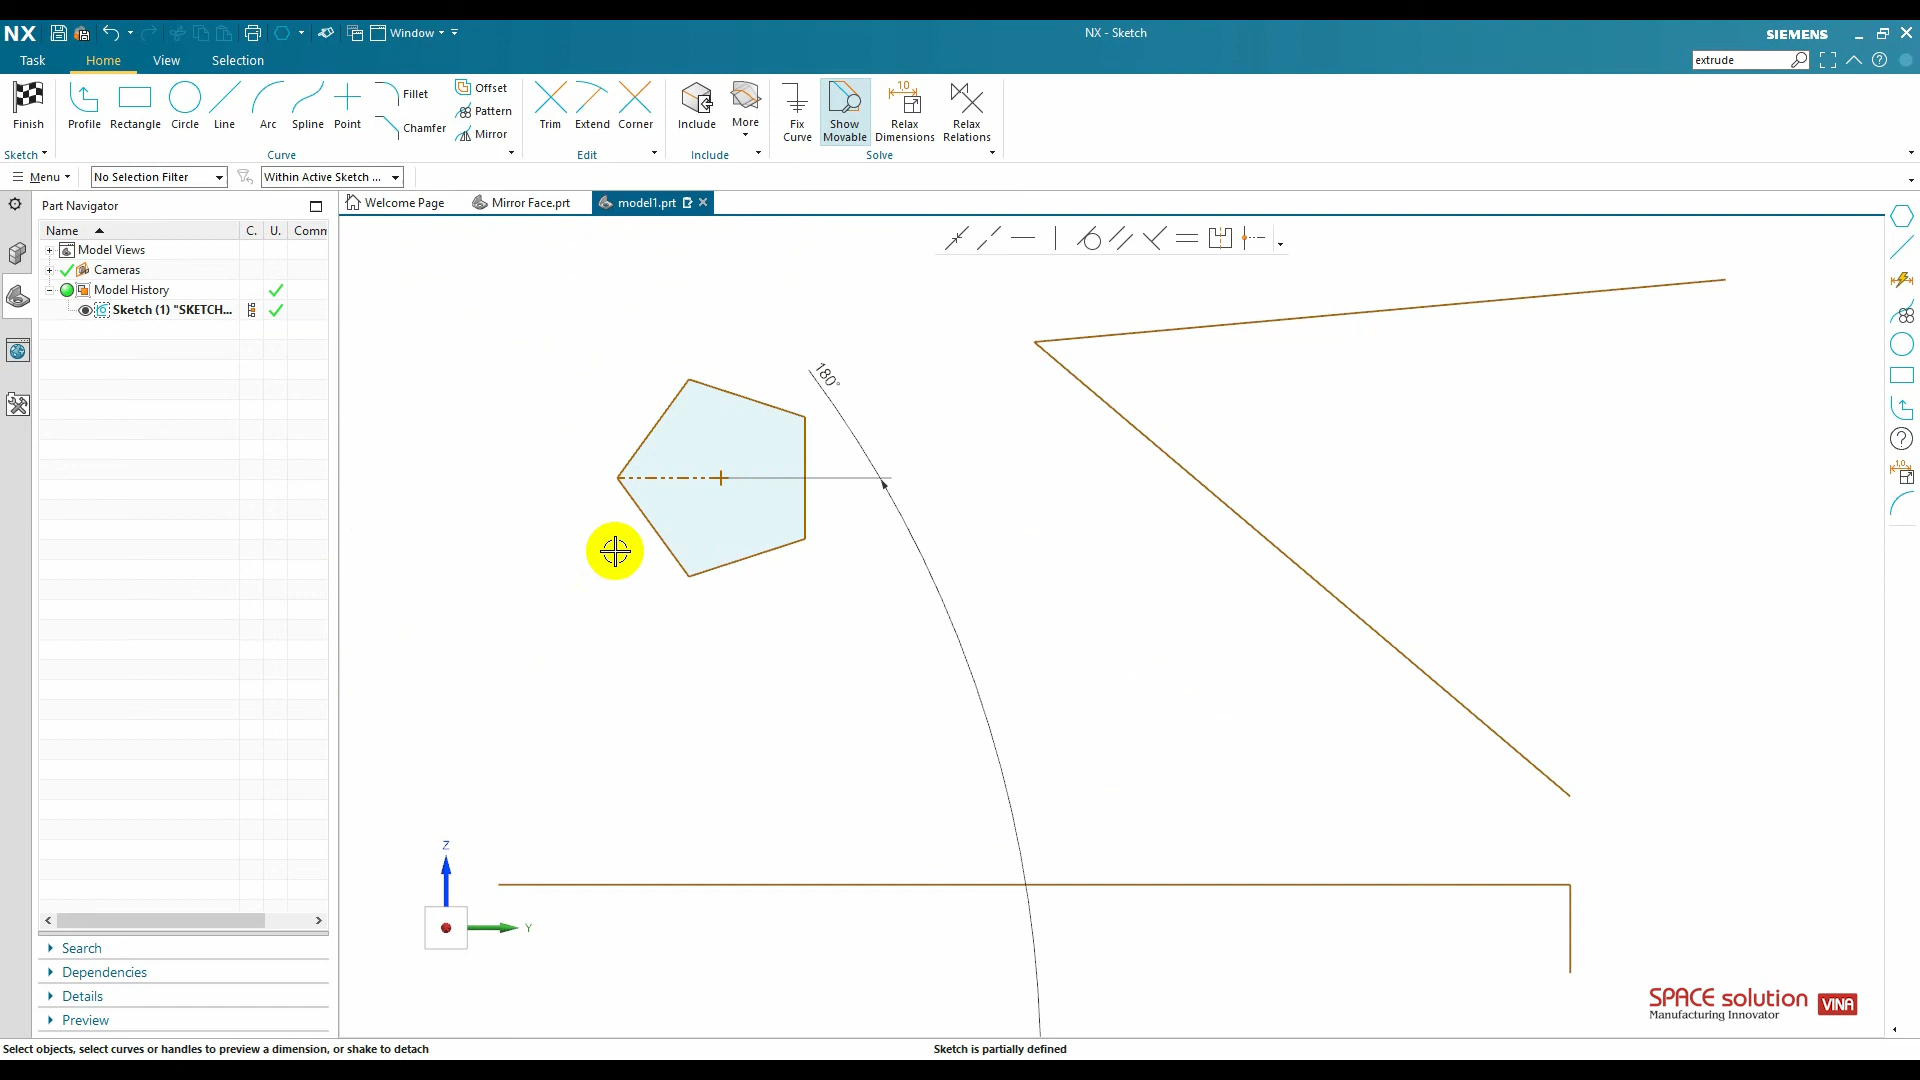 NX
Window
NX - Sketch
SIEMENS
Task
Home
View
Selection
extrude
Finish
Profile
Rectangle
Circle
Line
Arc
Spline
Point
Fillet
Chamfer
Offset
Pattern
Mirror
Trim
Extend
Corner
Include
More
Fix
Curve
Show
Movable
1,0
Relax
Dimensions
Relax
Relations
Sketch
Curve
Edit
Include
Solve
Menu
No Selection Filter
Within Active Sketch ...
Part Navigator
Welcome Page
Mirror Face.prt
model1.prt
Name
C.
U.
Comm
Model Views
Cameras
Model History
Sketch (1) "SKETCH...
180°
Z
Y
1,0
Search
Dependencies
Details
Preview
SPACE solution
Manufacturing Innovator
VINA
Select objects, select curves or handles to preview a dimension, or shake to detach
Sketch is partially defined